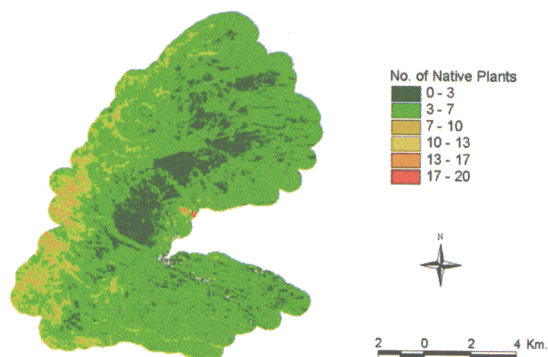 No. of Native Plants
0 - 3
3 - 7
7 - 10
10 - 13
13 - 17
17 - 20
N
2 0 2 4 Km.